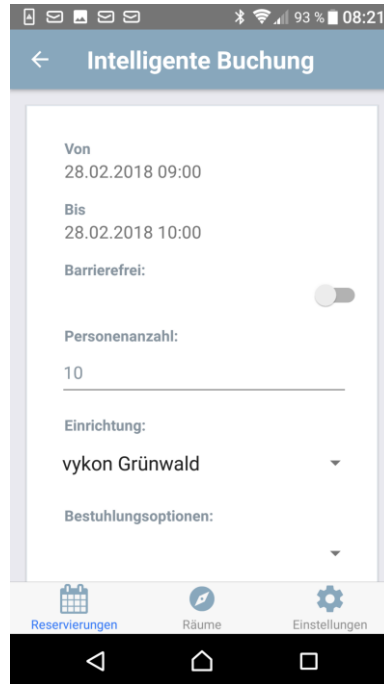 93 % 08:21
Intelligente Buchung
Von
28.02.2018 09:00
Bis
28.02.2018 10:00
Barrierefrei:
Personenanzahl:
10
Einrichtung:
vykon Grünwald
Bestuhlungsoptionen:
Reservierungen Räume Einstellungen